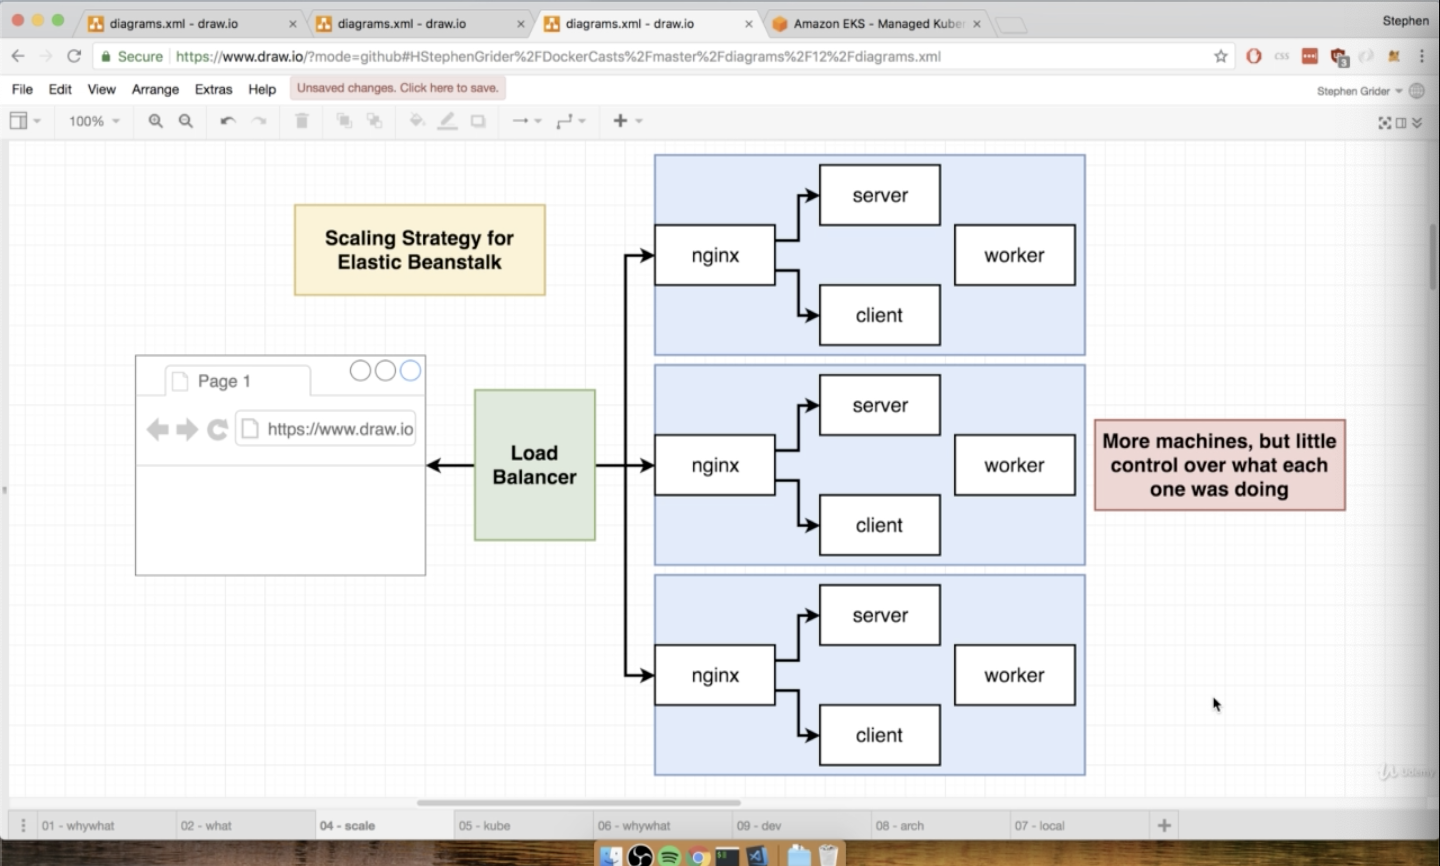 diagrams.xml - draw.io
diagrams.xml - draw.io
diagrams.xml - draw.io
Amazon EKS – Managed Kuber
Stephen
Secure
https://www.draw.io/?mode=github#HStephenGrider%2FDockerCasts%2Fmaster%2Fdiagrams%2F12%2Fdiagrams.xml
css
File Edit View Arrange Extras Help Unsaved changes. Click here to save.
Stephen Grider
100%
Scaling Strategy for
Elastic Beanstalk
Page 1
https://www.draw.io
Load
Balancer
nginx
server
client
worker
nginx
server
client
worker
nginx
server
client
worker
More machines, but little
control over what each
one was doing
Udemy
01 - whywhat
02 - what
04 - scale
05 - kube
06 - whywhat
09 - dev
08 - arch
07 - local